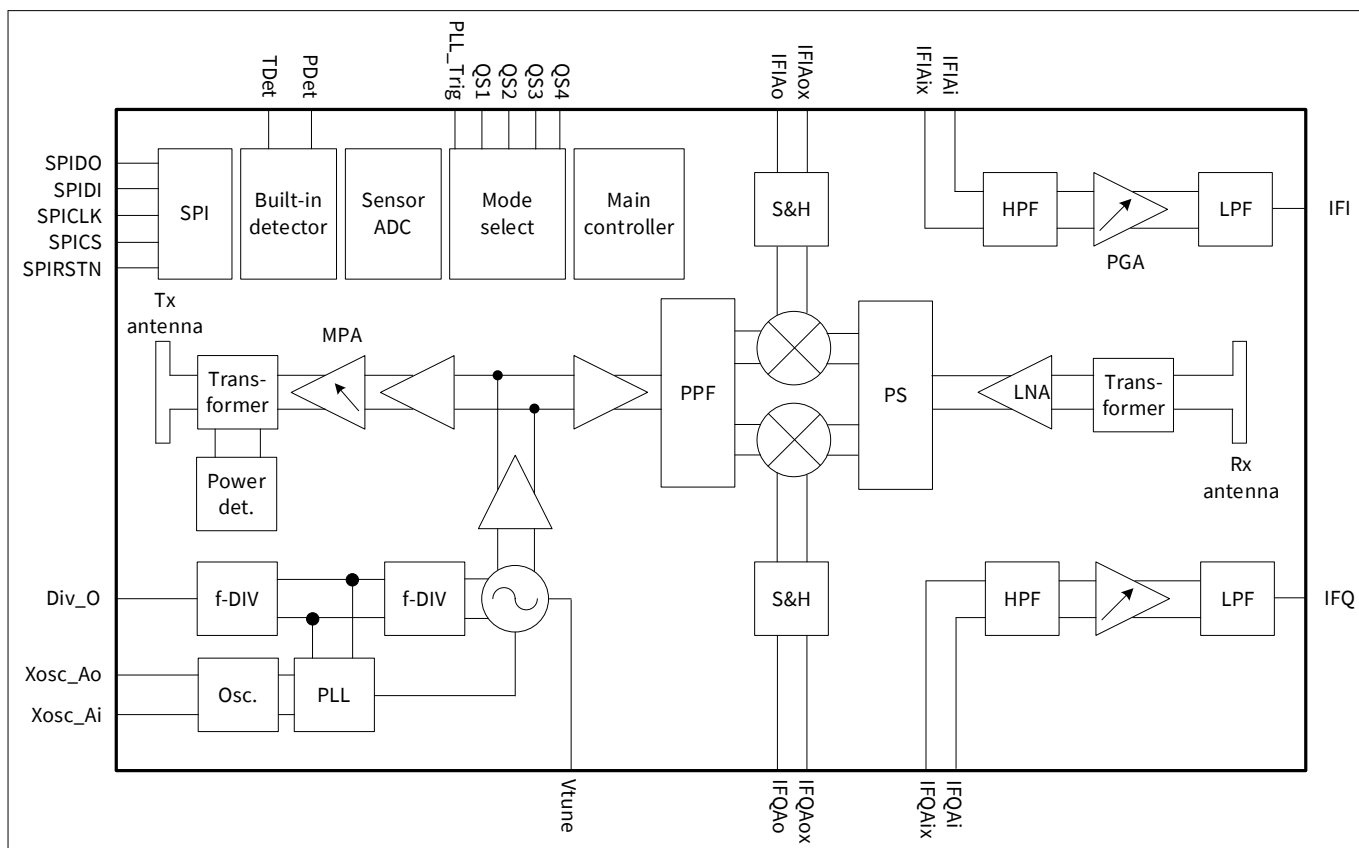 TDet
PDet
PLL_Trig
QS1
QS2
QS3
QS4
IFIAo
IFIAox
IFIAix
IFIAi
SPIDO
SPIDI
SPICLK
SPICS
SPIRSTN
SPI
Built-in
detector
Sensor
ADC
Mode
select
Main
controller
S&H
HPF
PGA
LPF
IFI
Tx
antenna
Trans-
former
MPA
Power
det.
PPF
PS
LNA
Trans-
former
Rx
antenna
Div_O
f-DIV
f-DIV
S&H
HPF
LPF
IFQ
Xosc_Ao
Xosc_Ai
Osc.
PLL
Vtune
IFQAo
IFQAox
IFQAix
IFQAi